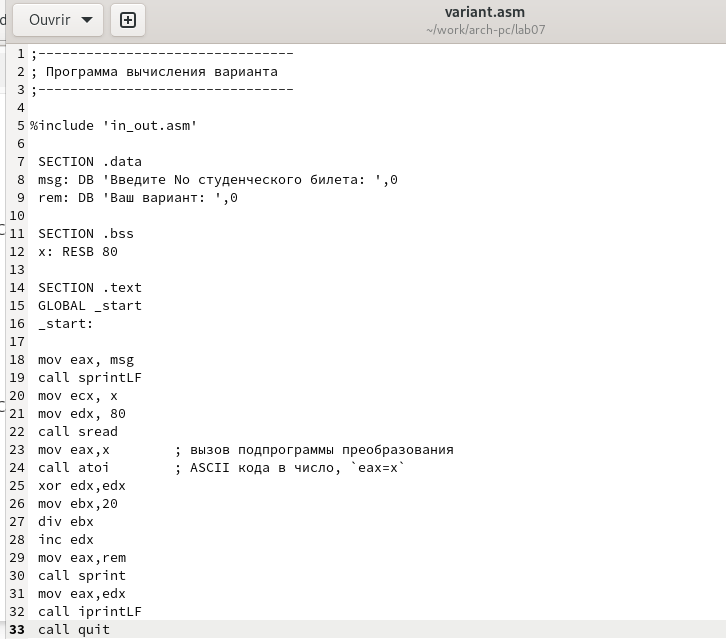 Ouvrir
variant.asm
~/work/arch-pc/lab07
1 ;--------------------------------
2 ; Программа вычисления варианта
3 ;--------------------------------
4
5 %include 'in_out.asm'
6
7 SECTION .data
8 msg: DB 'Введите No студенческого билета: ',0
9 rem: DB 'Ваш вариант: ',0
10
11 SECTION .bss
12 x: RESB 80
13
14 SECTION .text
15 GLOBAL _start
16 _start:
17
18 mov eax, msg
19 call sprintLF
20 mov ecx, x
21 mov edx, 80
22 call sread
23 mov eax,x ; вызов подпрограммы преобразования
24 call atoi ; ASCII кода в число, `eax=x`
25 xor edx,edx
26 mov ebx,20
27 div ebx
28 inc edx
29 mov eax,rem
30 call sprint
31 mov eax,edx
32 call iprintLF
33 call quit